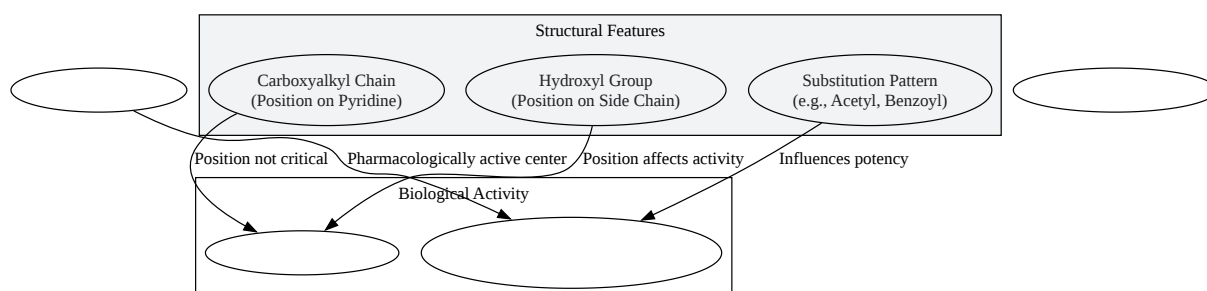 Structural Features
Carboxyalkyl Chain
(Position on Pyridine)
Hydroxyl Group
(Position on Side Chain)
Substitution Pattern
(e.g., Acetyl, Benzoyl)
Position not critical
Pharmacologically active center
Position affects activity
Influences potency
Biological Activity